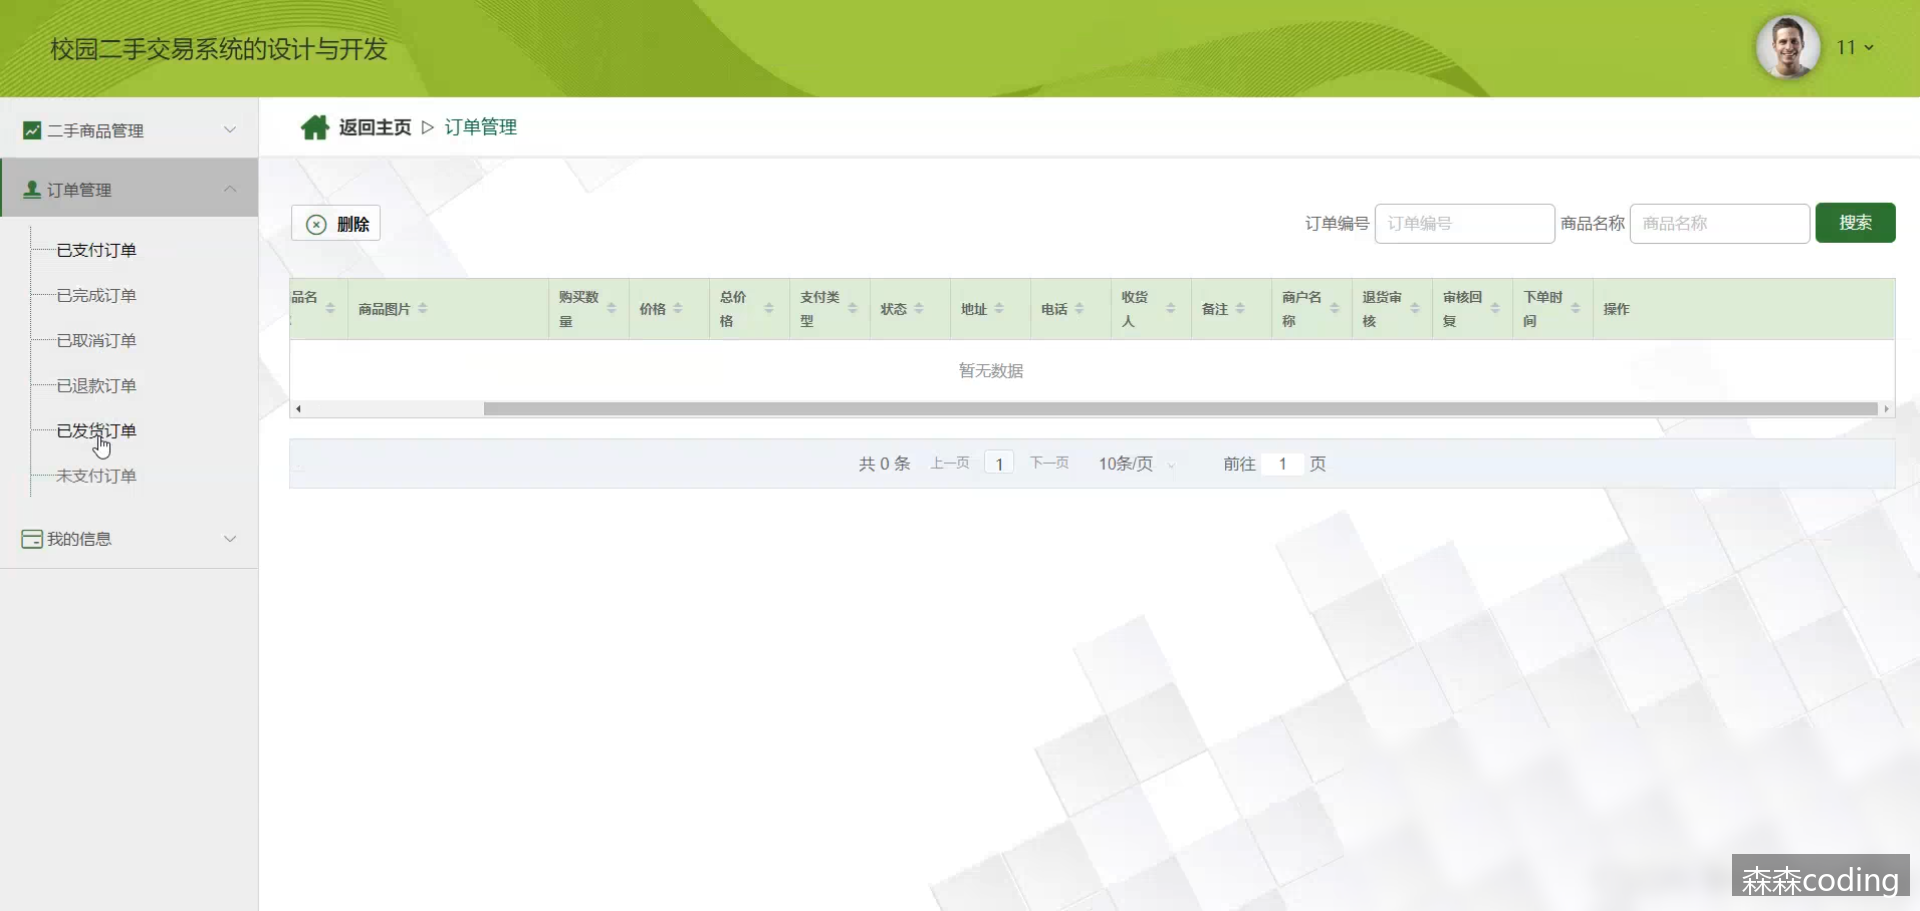 校园二手交易系统的设计与开发
11
二手商品管理
订单管理
已支付订单
已完成订单
已取消订单
已退款订单
已发货订单
未支付订单
我的信息
返回主页 ▷ 订单管理
删除
订单编号 订单编号 商品名称 商品名称 搜索
品名 商品图片 购买数量 价格 总价格 支付类型 状态 地址 电话 收货人 备注 商户名称 退货审核 审核回复 下单时间 操作
暂无数据
共 0 条 上一页 1 下一页 10条/页 前往 1 页
森森coding